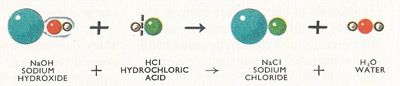 + → +
NaOH + HCl → NaCl + H₂O
SODIUM HYDROCHLORIC SODIUM WATER
HYDROXIDE ACID CHLORIDE